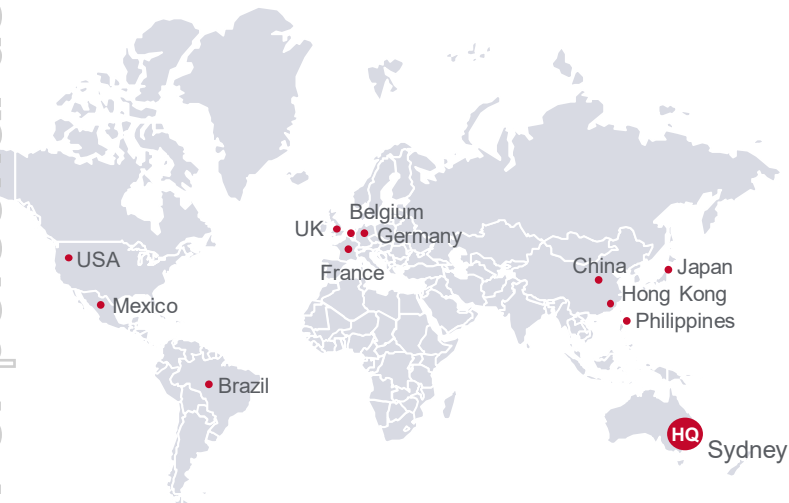 Belgium
UK
Germany
USA
France
China
Japan
Hong Kong
Mexico
Philippines
Brazil
HQ
Sydney